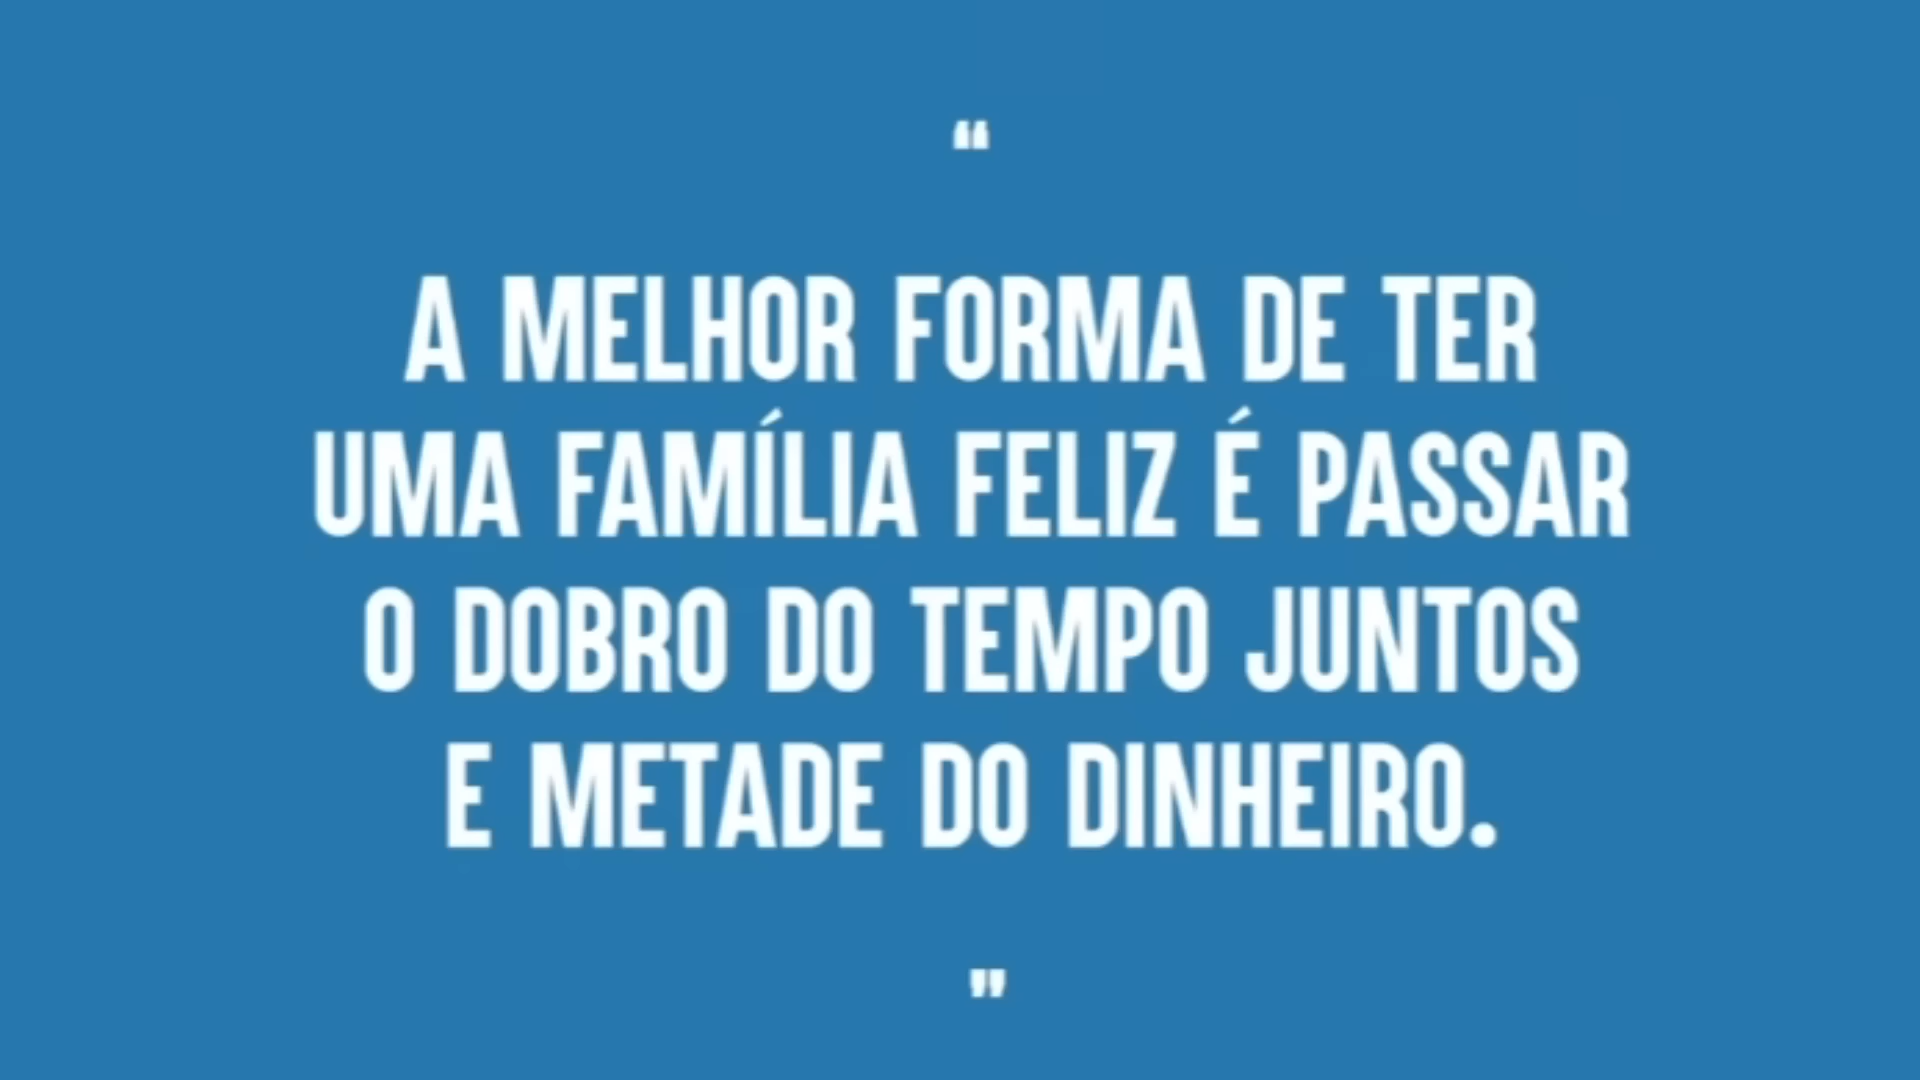 “
A MELHOR FORMA DE TER
UMA FAMÍLIA FELIZ É PASSAR
O DOBRO DO TEMPO JUNTOS
E METADE DO DINHEIRO.
”